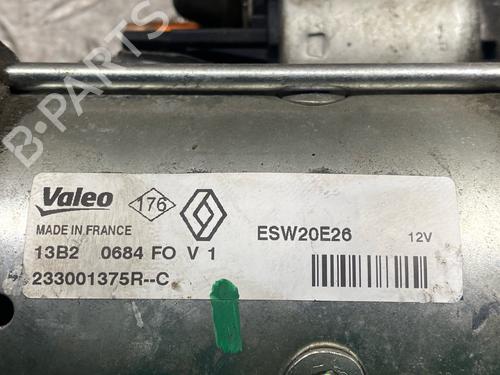 B-PARTS
Valeo 176
MADE IN FRANCE
ESW20E26 12V
13B2 0684 FO V 1
233001375R--C